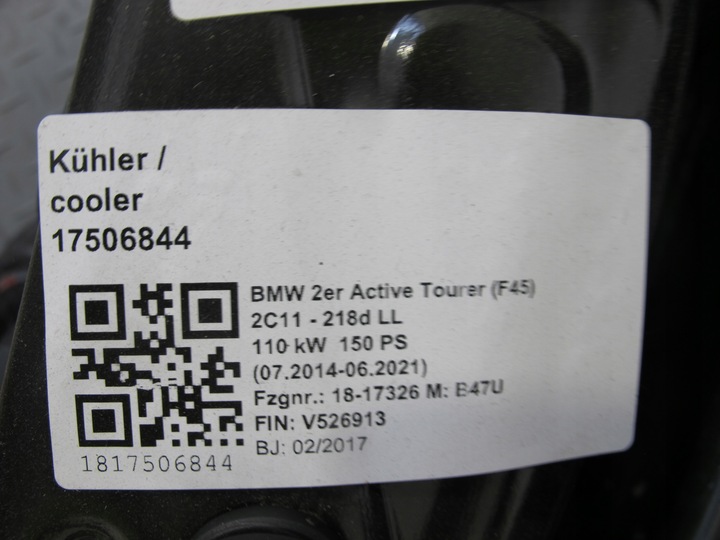 Kühler /
cooler
17506844
BMW 2er Active Tourer (F45)
2C11 - 218d LL
110 kW 150 PS
(07.2014-06.2021)
Fzgnr.: 18-17326 M: B47U
FIN: V526913
BJ: 02/2017
1817506844